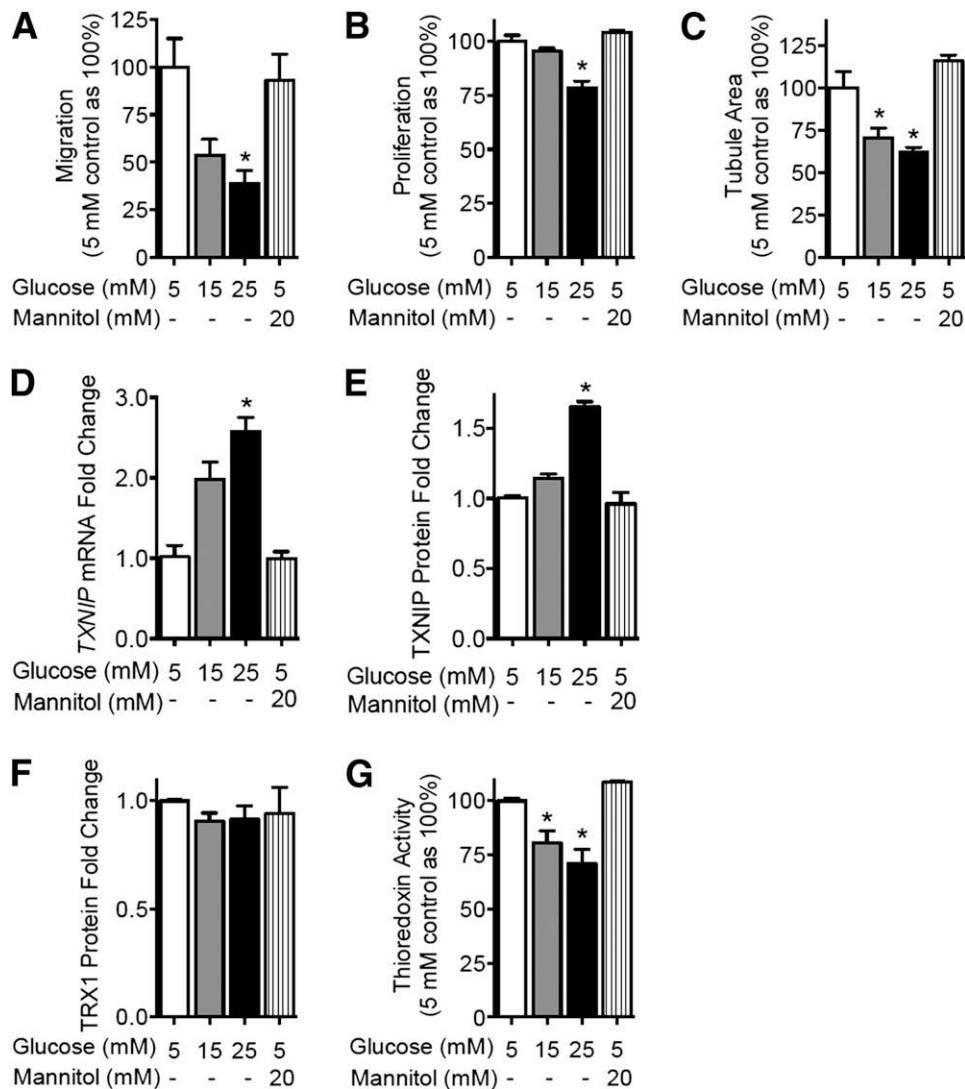 A
Migration
(5 mM control as 100%)
125
100
75
50
25
0
*
Glucose (mM) 5 15 25 5
Mannitol (mM) - - - 20
B
Proliferation
(5 mM control as 100%)
100
75
50
25
0
*
Glucose (mM) 5 15 25 5
Mannitol (mM) - - - 20
C
Tubule Area
(5 mM control as 100%)
125
100
75
50
25
0
* *
Glucose (mM) 5 15 25 5
Mannitol (mM) - - - 20
D
TXNIP mRNA Fold Change
3.0
2.0
1.0
0.0
*
Glucose (mM) 5 15 25 5
Mannitol (mM) - - - 20
E
TXNIP Protein Fold Change
1.5
1.0
0.5
0.0
*
Glucose (mM) 5 15 25 5
Mannitol (mM) - - - 20
F
TRX1 Protein Fold Change
1.0
0.5
0.0
Glucose (mM) 5 15 25 5
Mannitol (mM) - - - 20
G
Thioredoxin Activity
(5 mM control as 100%)
100
75
50
25
0
* *
Glucose (mM) 5 15 25 5
Mannitol (mM) - - - 20